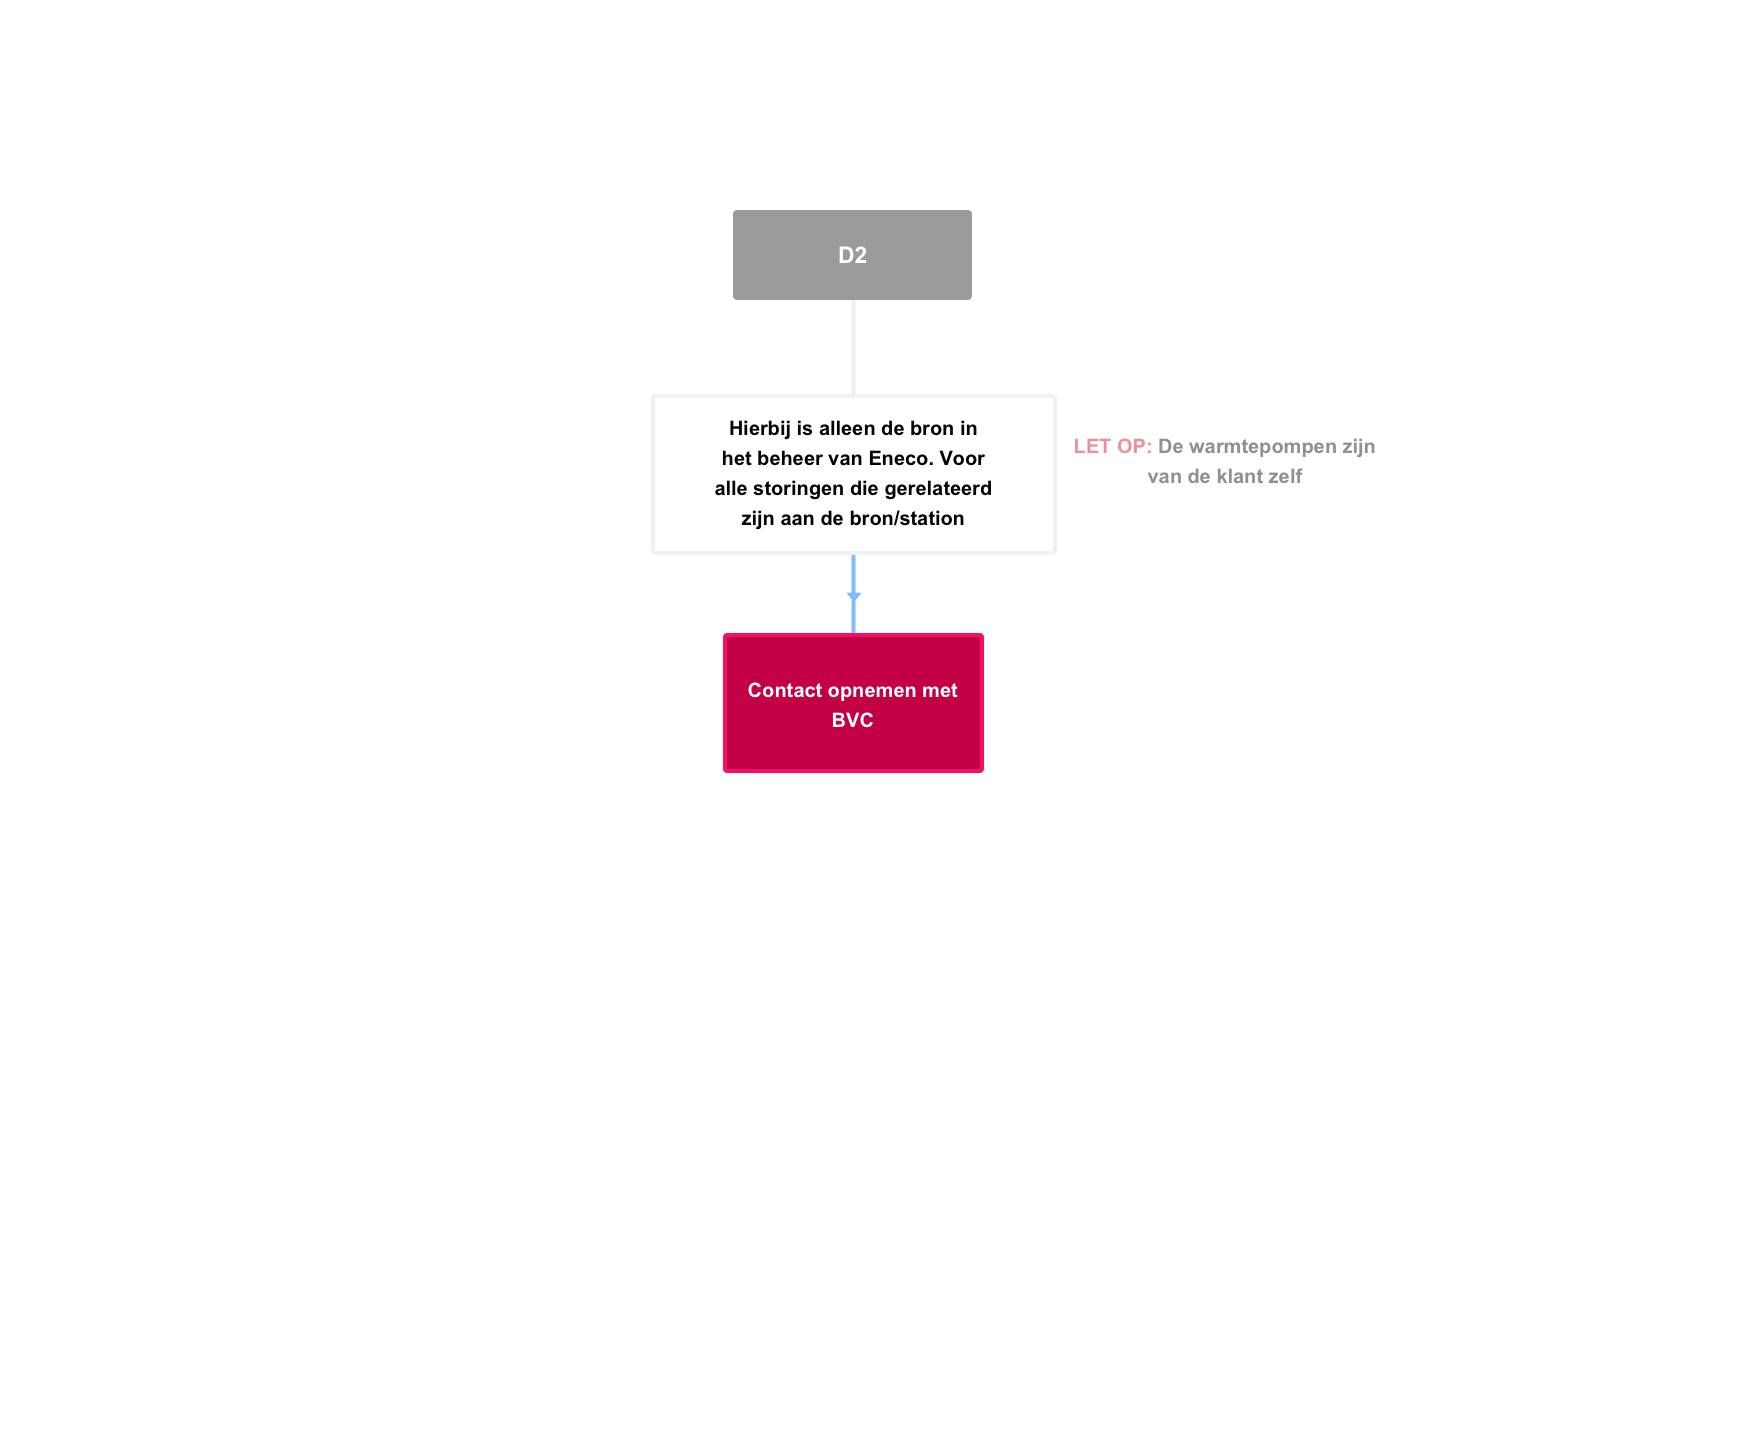 D2
Hierbij is alleen de bron in
het beheer van Eneco. Voor
alle storingen die gerelateerd
zijn aan de bron/station
LET OP: De warmtepompen zijn
van de klant zelf
Contact opnemen met
BVC